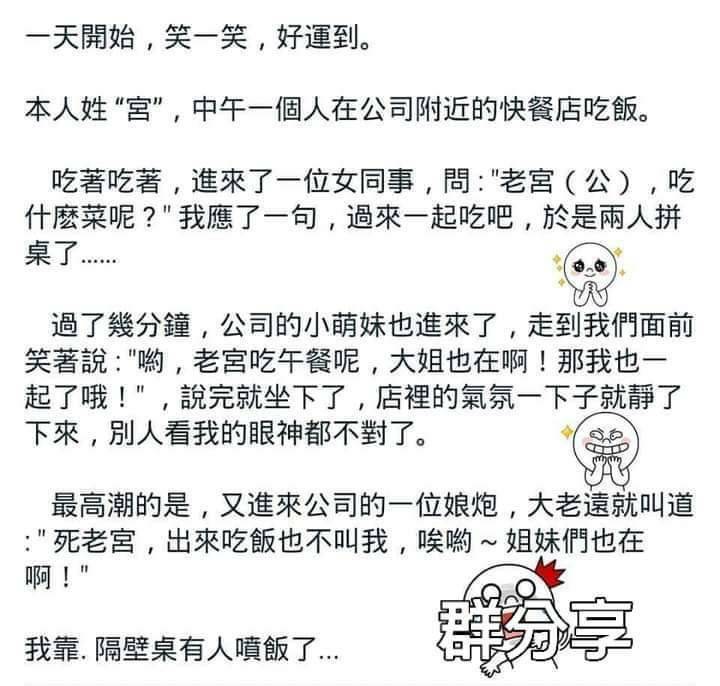 一天開始，笑一笑，好運到。
本人姓 “宮”，中午一個人在公司附近的快餐店吃飯。
吃著吃著，進來了一位女同事，問 : "老宮（公），吃
什麼菜呢？" 我應了一句，過來一起吃吧，於是兩人拼
桌了......
過了幾分鐘，公司的小萌妹也進來了，走到我們面前
笑著說 : "喲，老宮吃午餐呢，大姐也在啊！那我也一
起了哦！" ，說完就坐下了，店裡的氣氛一下子就靜了
下來，別人看我的眼神都不對了。
最高潮的是，又進來公司的一位娘炮，大老遠就叫道
: " 死老宮，出來吃飯也不叫我，唉喲 ~ 姐妹們也在
啊！"
群分享
我靠. 隔壁桌有人噴飯了...